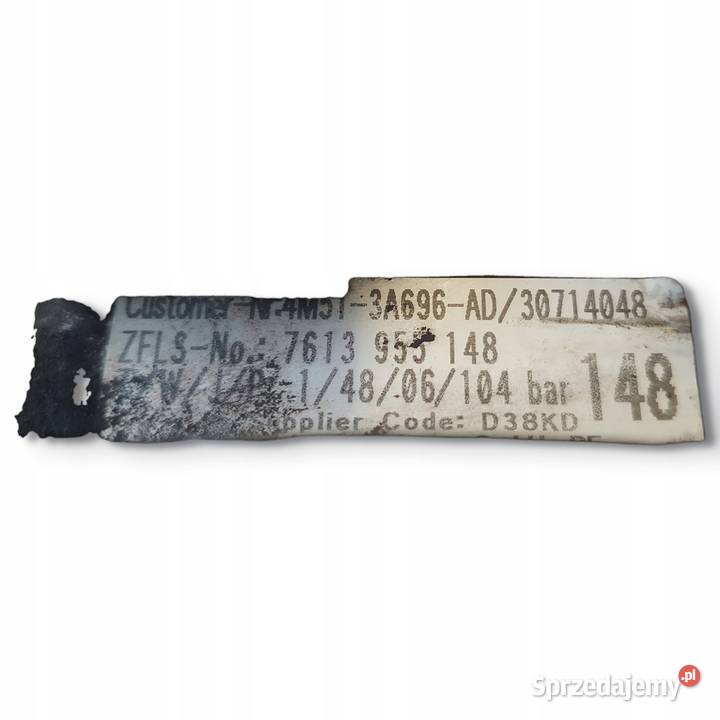 Customer-Nr.4M51-3A696-AD/30714048
ZFLS-No.: 7613 955 148
1/48/06/104 bar
148
Supplier Code: D38KD
Sprzedajemy.pl